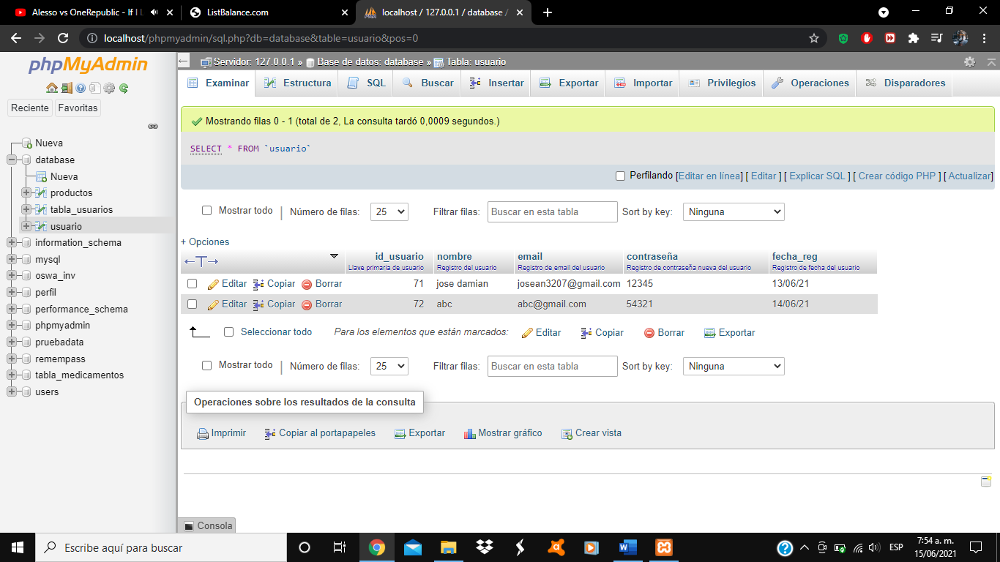 Alesso vs OneRepublic - If I L
ListBalance.com
localhost / 127.0.0.1 / database /
localhost/phpmyadmin/sql.php?db=database&table=usuario&pos=0
phpMyAdmin
Reciente Favoritas
Nueva
database
Nueva
productos
tabla_usuarios
usuario
information_schema
mysql
oswa_inv
perfil
performance_schema
phpmyadmin
pruebadata
remempass
tabla_medicamentos
users
Servidor: 127.0.0.1 » Base de datos: database » Tabla: usuario
Examinar Estructura SQL Buscar Insertar Exportar Importar Privilegios Operaciones Disparadores
Mostrando filas 0 - 1 (total de 2, La consulta tardó 0,0009 segundos.)
SELECT * FROM `usuario`
Perfilando [Editar en línea] [ Editar ] [ Explicar SQL ] [ Crear código PHP ] [ Actualizar]
Mostrar todo | Número de filas: 25 Filtrar filas: Buscar en esta tabla Sort by key: Ninguna
+ Opciones
←T→ id_usuario nombre email contraseña fecha_reg
Llave primaria de usuario Registro del usuario Registro de email del usuario Registro de contraseña nueva del usuario Registro de fecha del usuario
Editar Copiar Borrar 71 jose damian josean3207@gmail.com 12345 13/06/21
Editar Copiar Borrar 72 abc abc@gmail.com 54321 14/06/21
Seleccionar todo Para los elementos que están marcados: Editar Copiar Borrar Exportar
Mostrar todo | Número de filas: 25 Filtrar filas: Buscar en esta tabla Sort by key: Ninguna
Operaciones sobre los resultados de la consulta
Imprimir Copiar al portapapeles Exportar Mostrar gráfico Crear vista
Consola
Escribe aquí para buscar
ESP
7:54 a. m.
15/06/2021